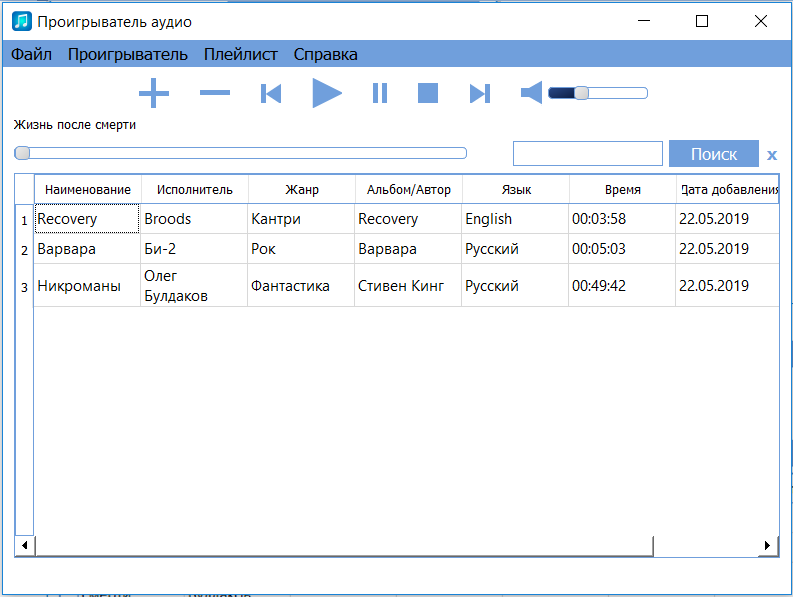 Проигрыватель аудио
Файл Проигрыватель Плейлист Справка
Жизнь после смерти
Поиск x
Наименование Исполнитель Жанр Альбом/Автор Язык Время Дата добавления
1 Recovery Broods Кантри Recovery English 00:03:58 22.05.2019
2 Варвара Би-2 Рок Варвара Русский 00:05:03 22.05.2019
3 Никроманы Олег Булдаков Фантастика Стивен Кинг Русский 00:49:42 22.05.2019